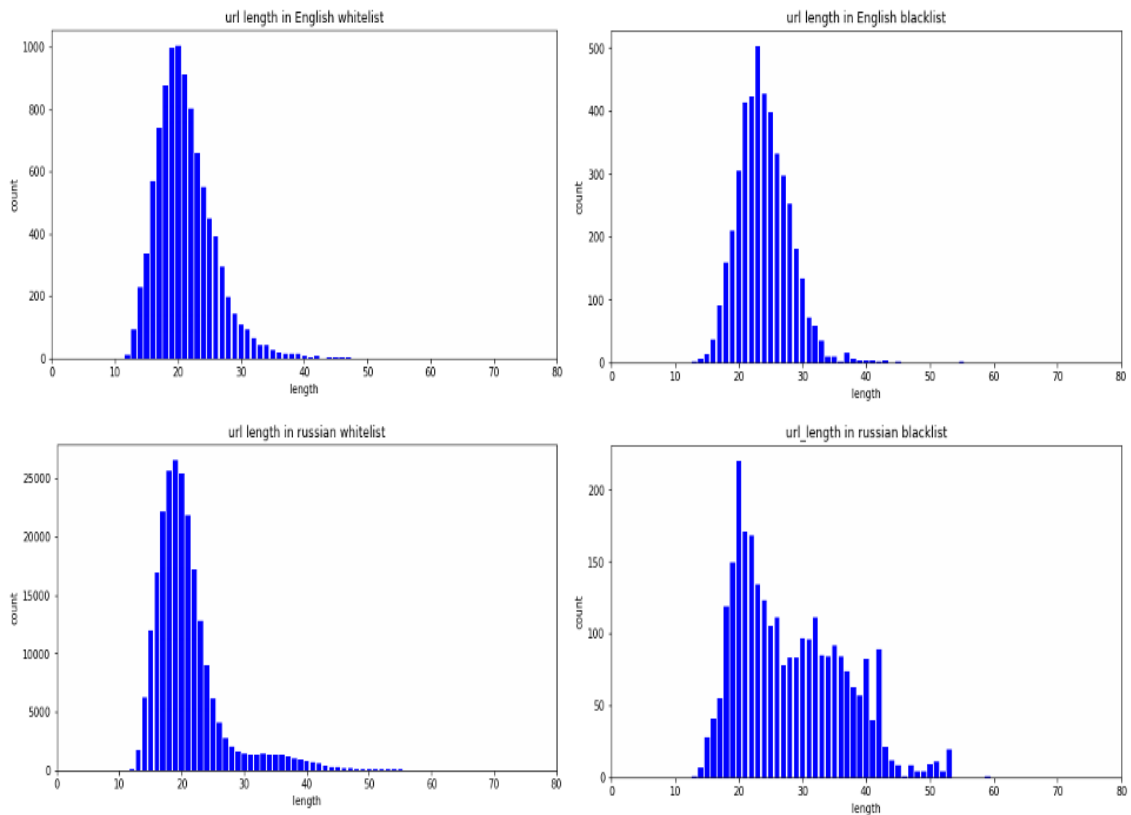 url length in English whitelist
count
1000
800
600
400
200
0
0 10 20 30 40 50 60 70 80
length
url length in English blacklist
count
500
400
300
200
100
0
0 10 20 30 40 50 60 70 80
length
url length in russian whitelist
count
25000
20000
15000
10000
5000
0
0 10 20 30 40 50 60 70 80
length
url_length in russian blacklist
count
200
150
100
50
0
0 10 20 30 40 50 60 70 80
length